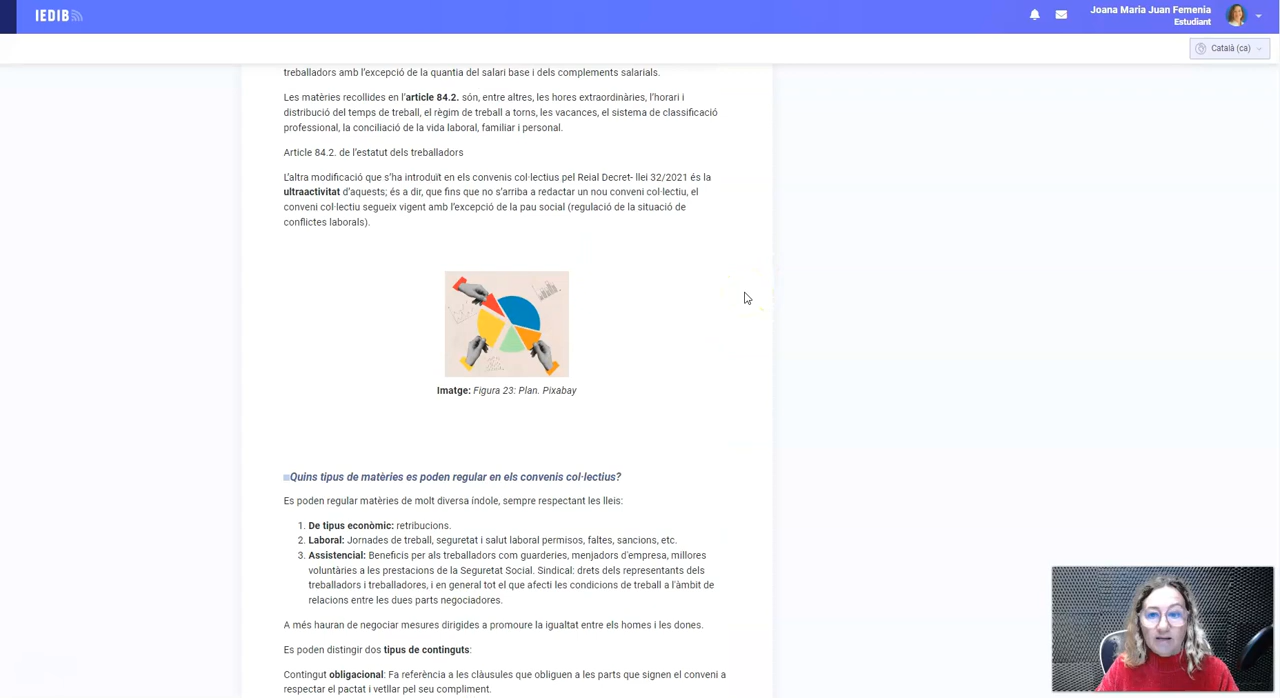 IEDIB
Joana Maria Juan Femenia
Estudiant
Català (ca)
treballadors amb l'excepció de la quantia del salari base i dels complements salarials.
Les matèries recollides en l'article 84.2. són, entre altres, les hores extraordinàries, l'horari i
distribució del temps de treball, el règim de treball a torns, les vacances, el sistema de classificació
professional, la conciliació de la vida laboral, familiar i personal.
Article 84.2. de l'estatut dels treballadors
L'altra modificació que s'ha introduït en els convenis col·lectius pel Reial Decret- llei 32/2021 és la
ultraactivitat d'aquests; és a dir, que fins que no s'arriba a redactar un nou conveni col·lectiu, el
conveni col·lectiu segueix vigent amb l'excepció de la pau social (regulació de la situació de
conflictes laborals).
Imatge: Figura 23: Plan. Pixabay
Quins tipus de matèries es poden regular en els convenis col·lectius?
Es poden regular matèries de molt diversa índole, sempre respectant les lleis:
1. De tipus econòmic: retribucions.
2. Laboral: Jornades de treball, seguretat i salut laboral permisos, faltes, sancions, etc.
3. Assistencial: Beneficis per als treballadors com guarderies, menjadors d'empresa, millores
voluntàries a les prestacions de la Seguretat Social. Sindical: drets dels representants dels
treballadors i treballadores, i en general tot el que afecti les condicions de treball a l'àmbit de
relacions entre les dues parts negociadores.
A més hauran de negociar mesures dirigides a promoure la igualtat entre els homes i les dones.
Es poden distingir dos tipus de continguts:
Contingut obligacional: Fa referència a les clàusules que obliguen a les parts que signen el conveni a
respectar el pactat i vetllar pel seu compliment.